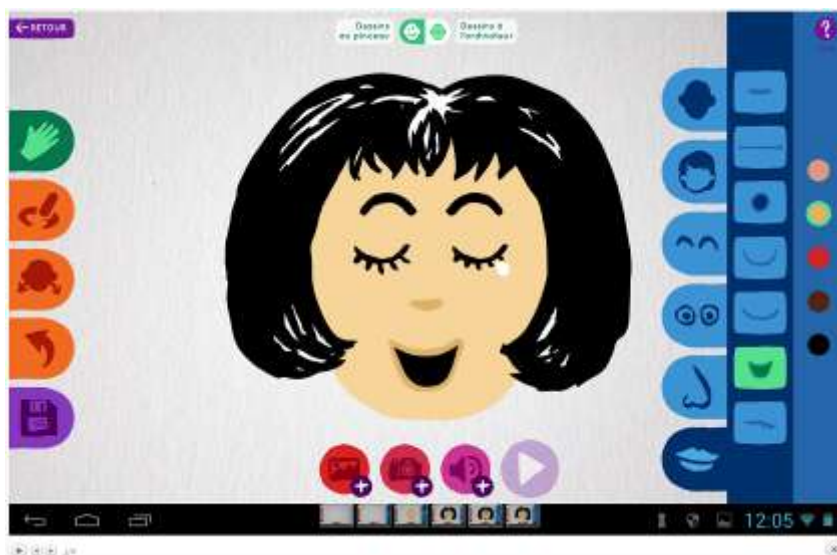 RETOUR
Dessins
au pinceau
Dessins à
l'ordinateur
?
12:05